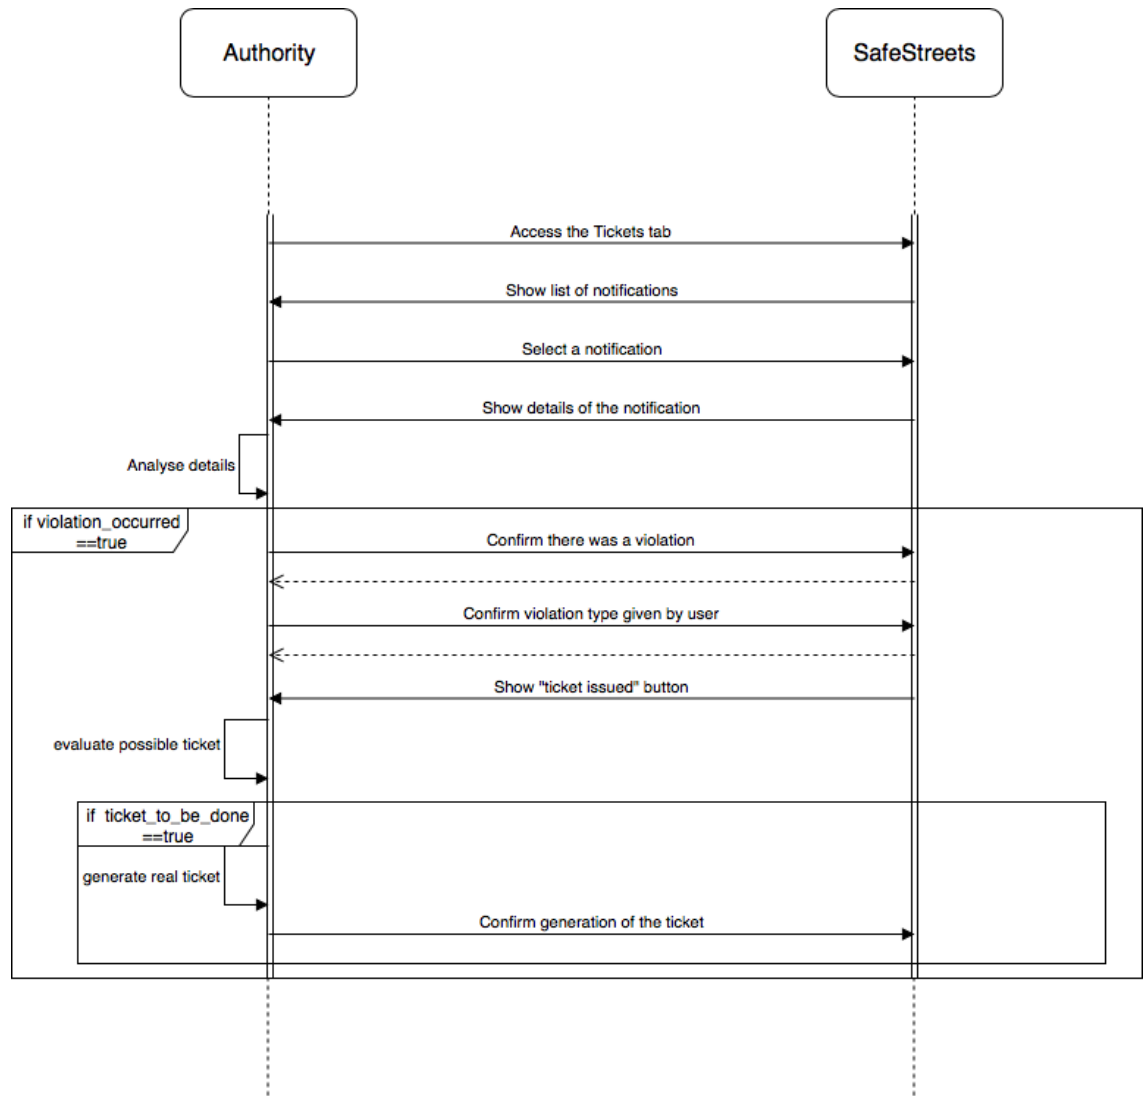 Authority
SafeStreets
Access the Tickets tab
Show list of notifications
Select a notification
Show details of the notification
Analyse details
if violation_occurred
==true
Confirm there was a violation
Confirm violation type given by user
Show "ticket issued" button
evaluate possible ticket
if ticket_to_be_done
==true
generate real ticket
Confirm generation of the ticket